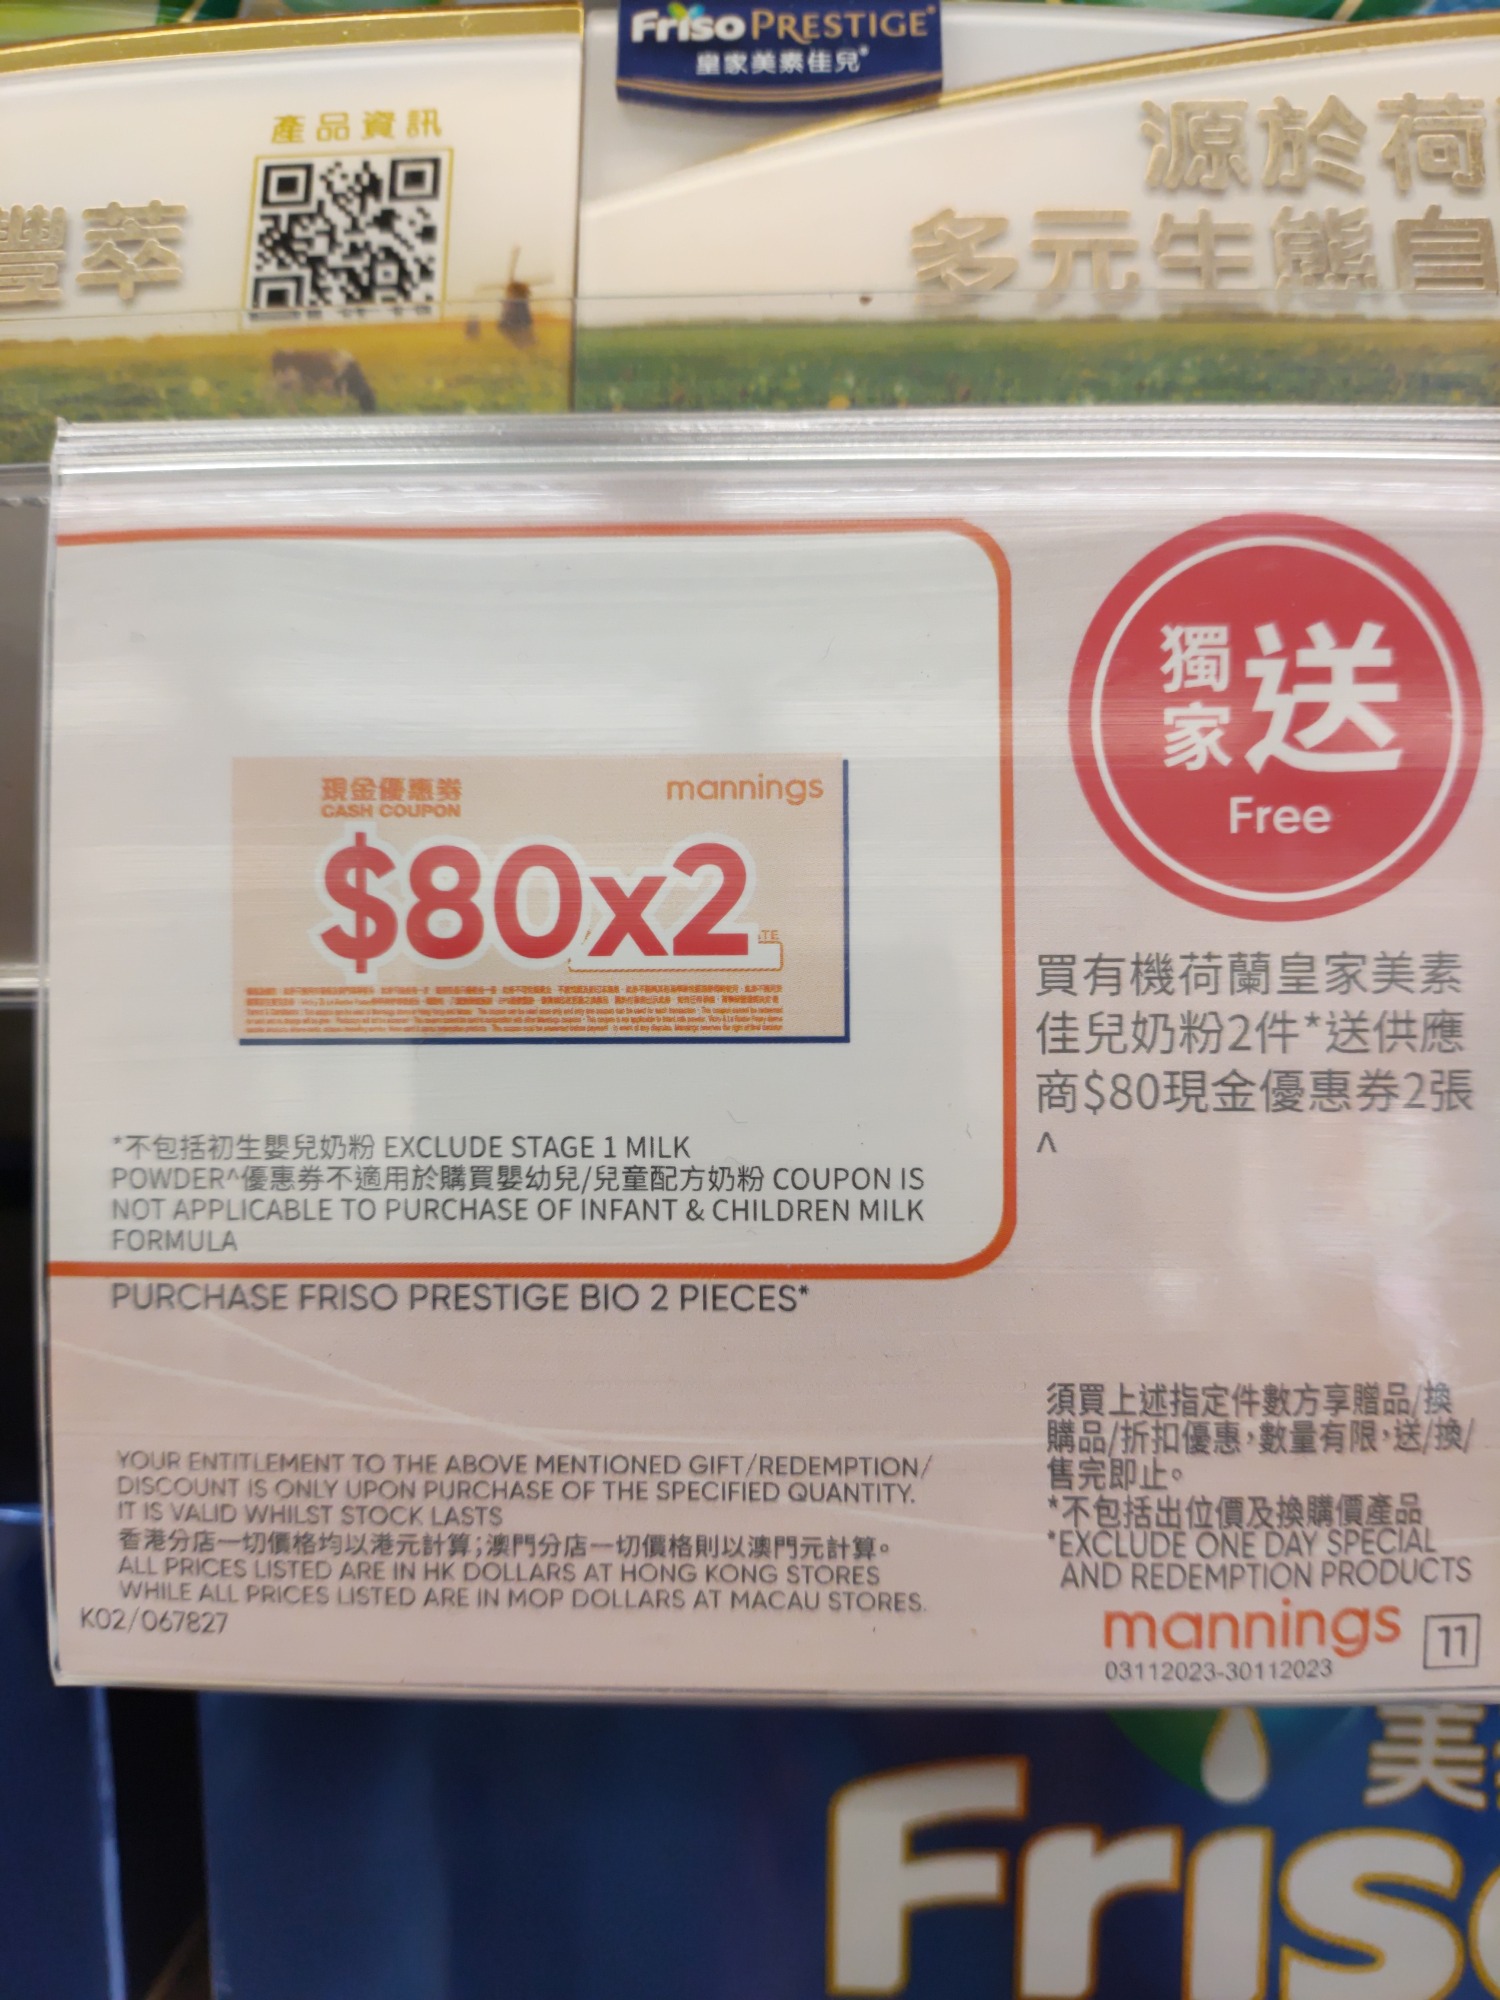 Friso PRESTIGE
皇家美素佳兒
產品資訊
源於荷
豐萃
多元生態自
獨家送
Free
現金優惠券
CASH COUPON
mannings
$80x2
買有機荷蘭皇家美素
佳兒奶粉2件*送供應
商$80現金優惠券2張
^
*不包括初生嬰兒奶粉 EXCLUDE STAGE 1 MILK
POWDER^優惠券不適用於購買嬰幼兒/兒童配方奶粉 COUPON IS
NOT APPLICABLE TO PURCHASE OF INFANT & CHILDREN MILK
FORMULA
PURCHASE FRISO PRESTIGE BIO 2 PIECES*
須買上述指定件數方享贈品/換
購品/折扣優惠,數量有限,送/換/
售完即止。
*不包括出位價及換購價產品
*EXCLUDE ONE DAY SPECIAL
AND REDEMPTION PRODUCTS
YOUR ENTITLEMENT TO THE ABOVE MENTIONED GIFT/REDEMPTION/
DISCOUNT IS ONLY UPON PURCHASE OF THE SPECIFIED QUANTITY.
IT IS VALID WHILST STOCK LASTS
香港分店一切價格均以港元計算;澳門分店一切價格則以澳門元計算。
ALL PRICES LISTED ARE IN HK DOLLARS AT HONG KONG STORES
WHILE ALL PRICES LISTED ARE IN MOP DOLLARS AT MACAU STORES.
K02/067827
mannings
11
03112023-30112023
美
Friso